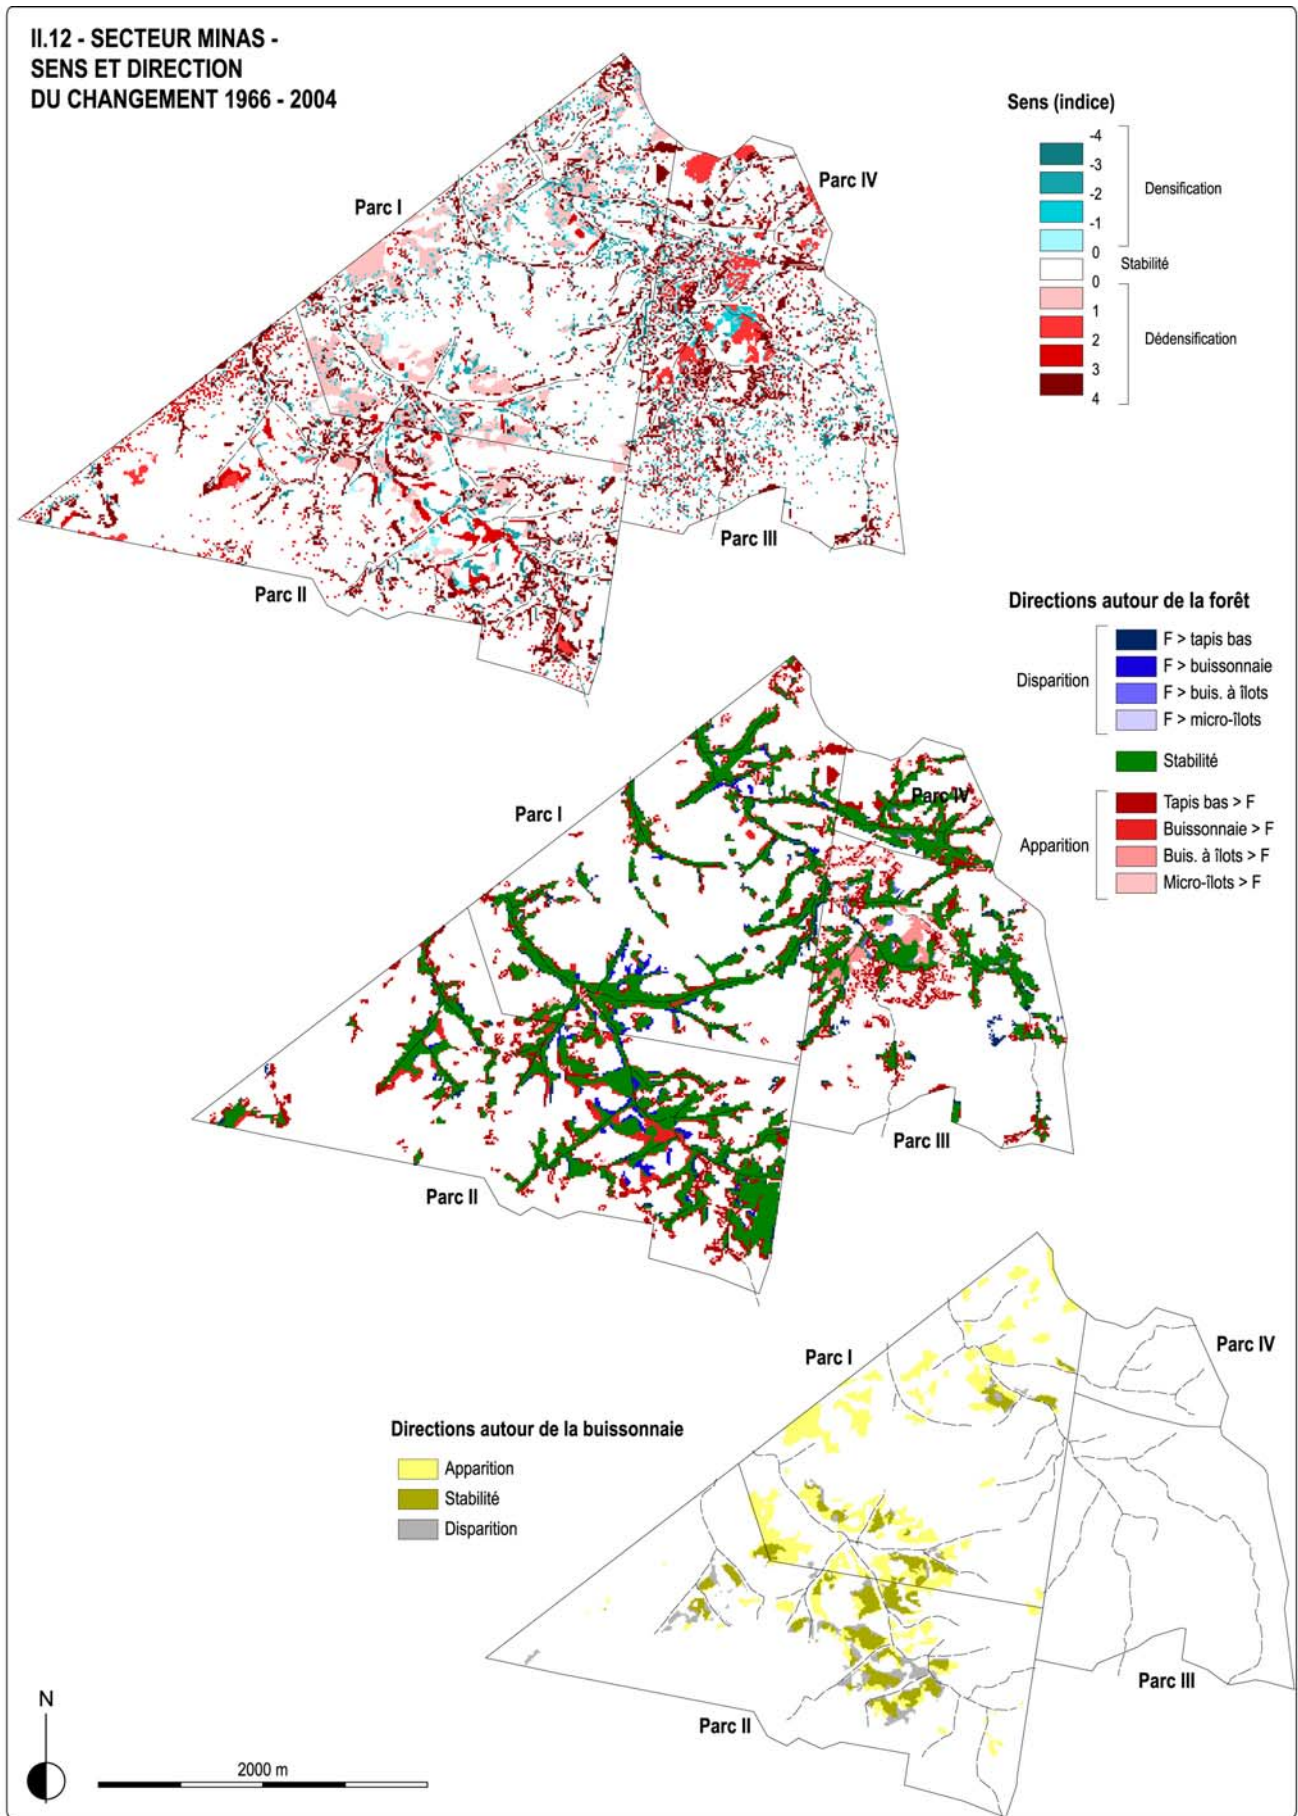 II.12 - SECTEUR MINAS -
SENS ET DIRECTION
DU CHANGEMENT 1966 - 2004
Sens (indice)
-4
-3
-2
-1
0
0
1
2
3
4
Densification
Stabilité
Dédensification
Parc I
Parc IV
Parc III
Parc II
Directions autour de la forêt
Disparition
F > tapis bas
F > buissonnaie
F > buis. à îlots
F > micro-îlots
Stabilité
Apparition
Tapis bas > F
Buissonnaie > F
Buis. à îlots > F
Micro-îlots > F
Parc I
Parc IV
Parc III
Parc II
Directions autour de la buissonnaie
Apparition
Stabilité
Disparition
Parc I
Parc IV
Parc III
Parc II
N
2000 m